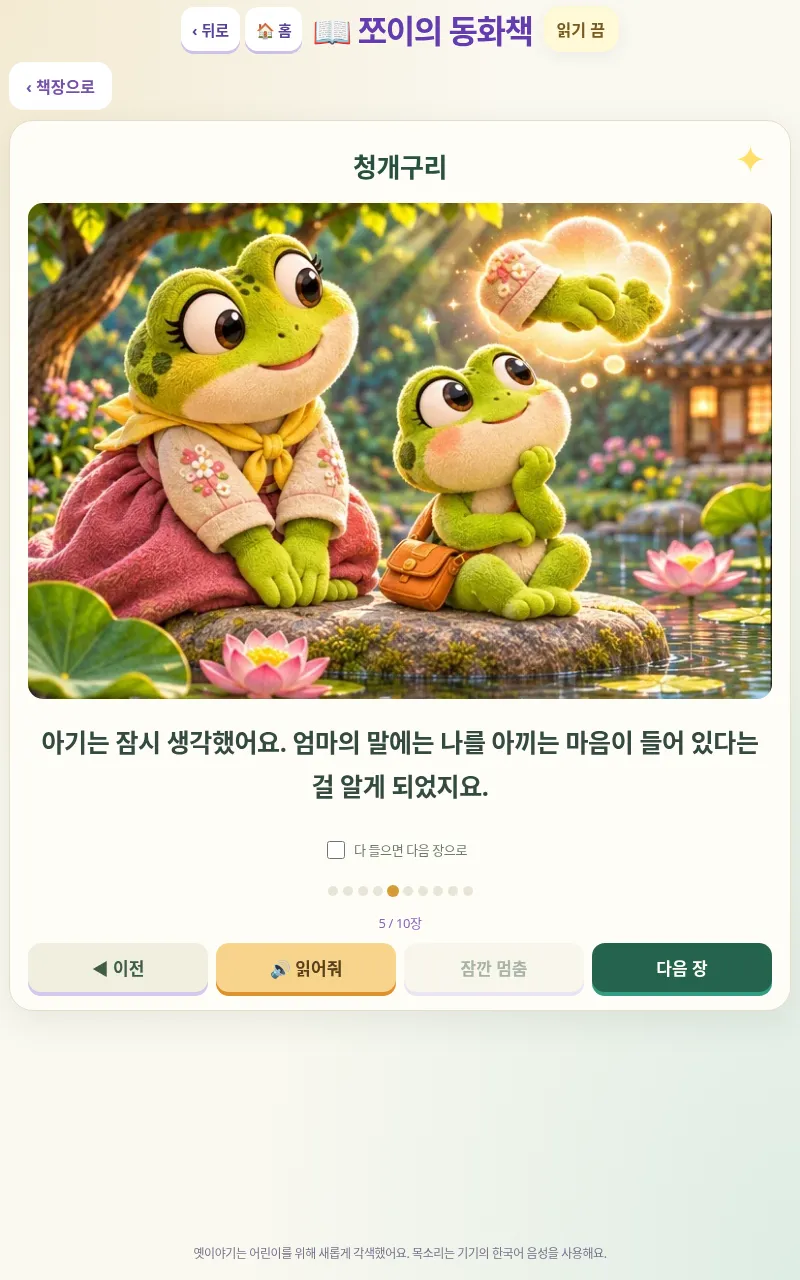 ‹ 뒤로
🏠 홈
📖 쪼이의 동화책
읽기 끝
‹ 책장으로
청개구리
아기는 잠시 생각했어요. 엄마의 말에는 나를 아끼는 마음이 들어 있다는
걸 알게 되었지요.
다 들으면 다음 장으로
5 / 10장
◀ 이전
🔊 읽어줘
잠깐 멈춤
다음 장
옛이야기는 어린이를 위해 새롭게 각색했어요. 목소리는 기기의 한국어 음성을 사용해요.